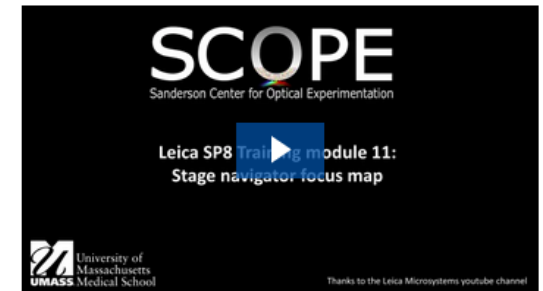 SCOPE
Sanderson Center for Optical Experimentation
Leica SP8 Training module 11:
Stage navigator focus map
University of
Massachusetts
UMASS Medical School
Thanks to the Leica Microsystems youtube channel